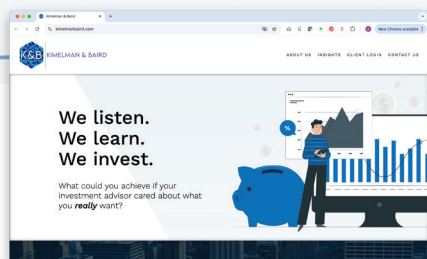 Kimelman & Baird
kimelmanbaird.com
New Chrome available
K&B
KIMELMAN & BAIRD
ABOUT US INSIGHTS CLIENT LOGIN CONTACT US
We listen.
We learn.
We invest.
What could you achieve if your
investment advisor cared about what
you really want?
%
$
$
$